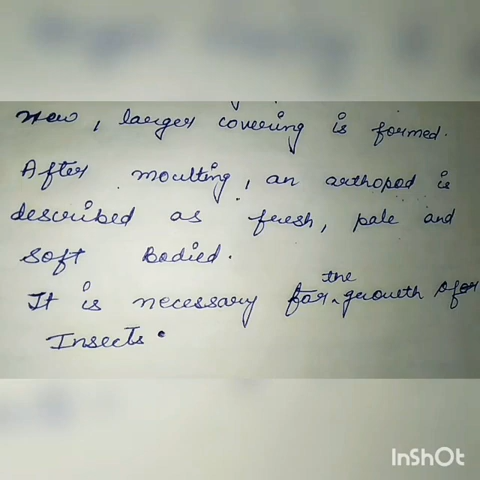 new, larger covering is formed.
After moulting, an arthopod is
described as fresh, pale and
soft Bodied.
It is necessary for the growth of
Insects.
InShOt